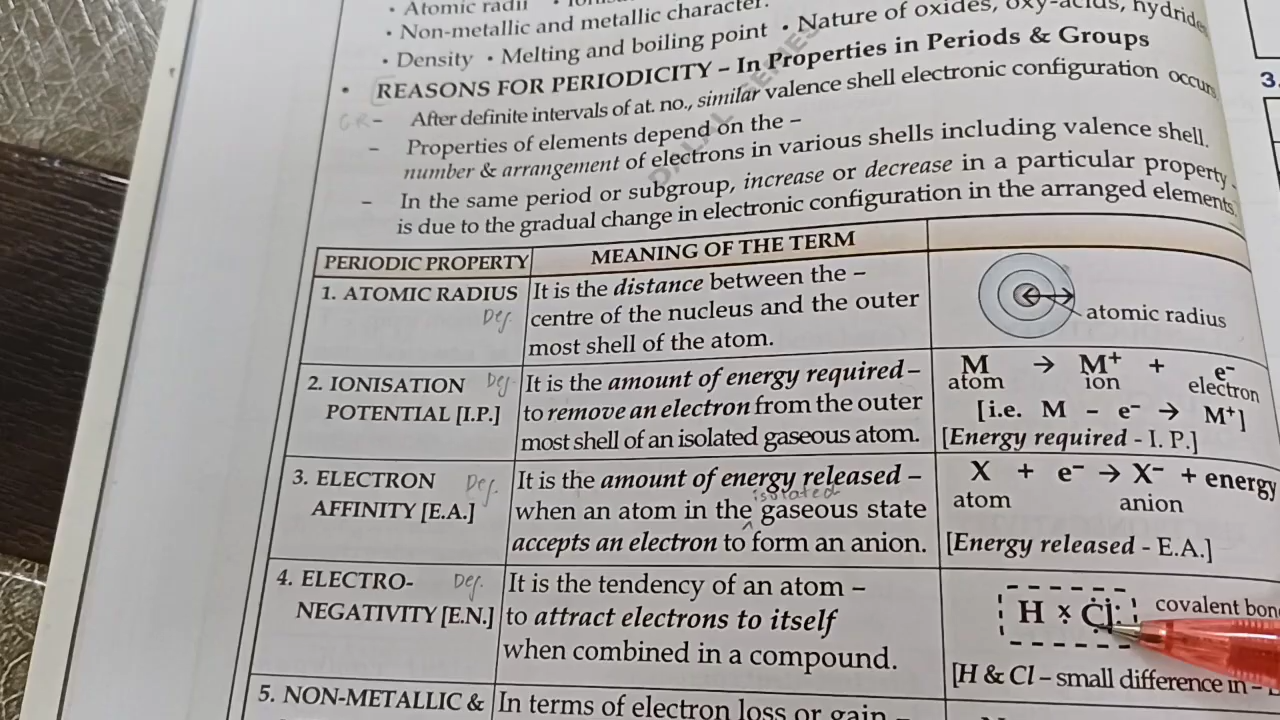 • Atomic radii •
• Non-metallic and metallic character.
• Density • Melting and boiling point • Nature of oxides, oxy-acids, hydride
• REASONS FOR PERIODICITY – In Properties in Periods & Groups
– After definite intervals of at. no., similar valence shell electronic configuration occurs
– Properties of elements depend on the –
number & arrangement of electrons in various shells including valence shell.
– In the same period or subgroup, increase or decrease in a particular property –
is due to the gradual change in electronic configuration in the arranged elements.
3.
PERIODIC PROPERTY MEANING OF THE TERM
1. ATOMIC RADIUS Def. It is the distance between the –
centre of the nucleus and the outer
most shell of the atom.
atomic radius
2. IONISATION Def.
POTENTIAL [I.P.]
It is the amount of energy required –
to remove an electron from the outer
most shell of an isolated gaseous atom.
M → M⁺ + e⁻
atom ion electron
[i.e. M – e⁻ → M⁺]
[Energy required - I. P.]
3. ELECTRON Def.
AFFINITY [E.A.]
It is the amount of energy released –
when an atom in the isolated gaseous state
accepts an electron to form an anion.
X + e⁻ → X⁻ + energy
atom anion
[Energy released - E.A.]
4. ELECTRO- Def.
NEGATIVITY [E.N.]
It is the tendency of an atom –
to attract electrons to itself
when combined in a compound.
H × Cl covalent bon
[H & Cl – small difference in –
5. NON-METALLIC & In terms of electron loss or gain –